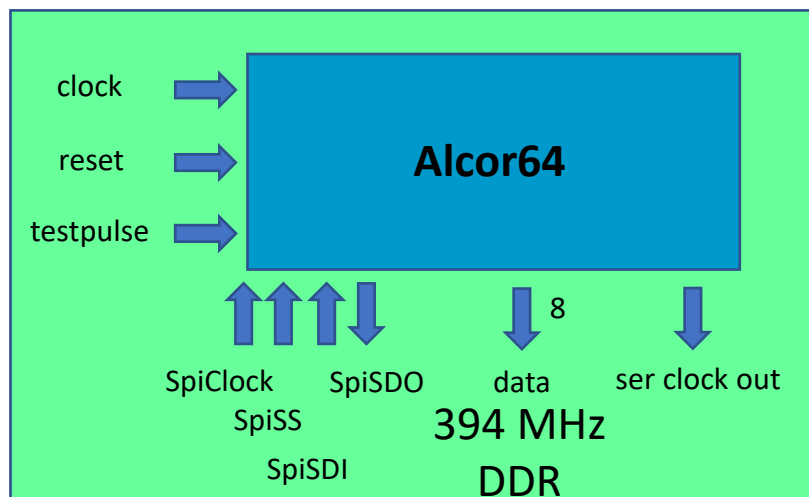 clock
reset
testpulse
Alcor64
8
SpiClock
SpiSDO
data
ser clock out
SpiSS
394 MHz
SpiSDI
DDR